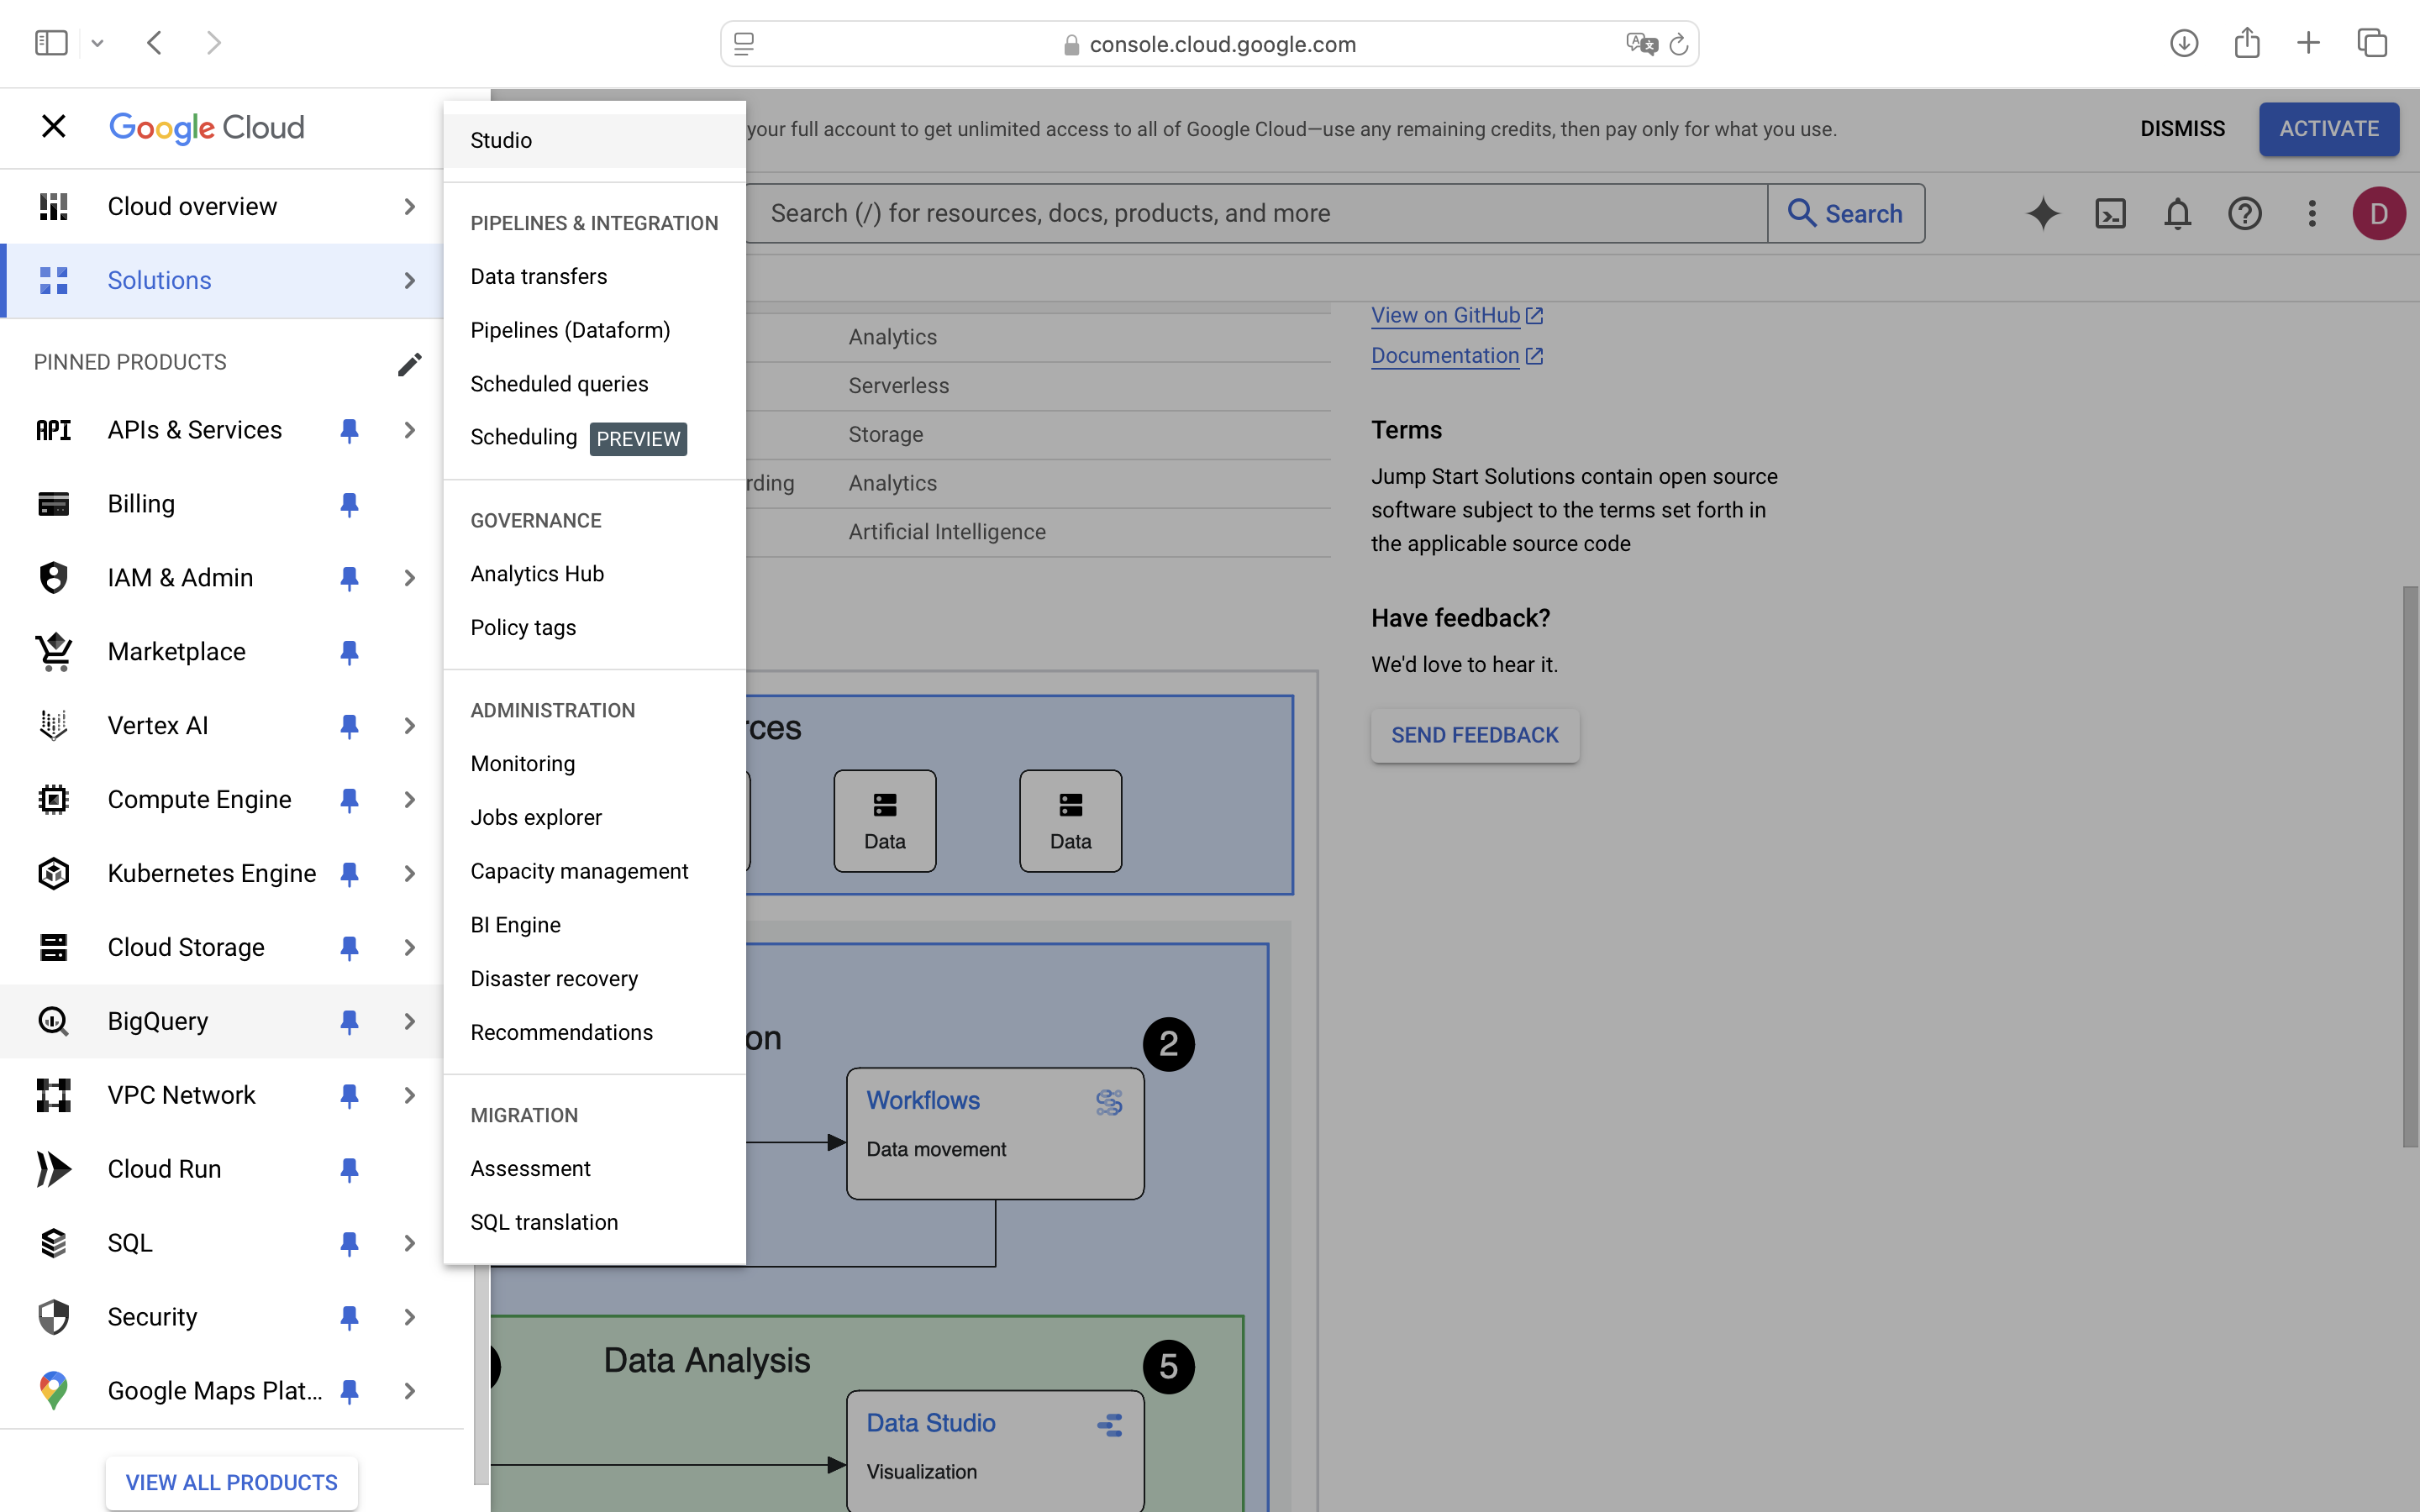 console.cloud.google.com
Google Cloud
your full account to get unlimited access to all of Google Cloud—use any remaining credits, then pay only for what you use.
DISMISS
ACTIVATE
Search (/) for resources, docs, products, and more
Search
D
Cloud overview
Solutions
PINNED PRODUCTS
API APIs & Services
Billing
IAM & Admin
Marketplace
Vertex AI
Compute Engine
Kubernetes Engine
Cloud Storage
BigQuery
VPC Network
Cloud Run
SQL
Security
Google Maps Plat...
VIEW ALL PRODUCTS
Studio
PIPELINES & INTEGRATION
Data transfers
Pipelines (Dataform)
Scheduled queries
Scheduling PREVIEW
GOVERNANCE
Analytics Hub
Policy tags
ADMINISTRATION
Monitoring
Jobs explorer
Capacity management
BI Engine
Disaster recovery
Recommendations
MIGRATION
Assessment
SQL translation
Analytics
Serverless
Storage
rding Analytics
Artificial Intelligence
rces
Data
Data
on
2
Workflows
Data movement
Data Analysis
5
Data Studio
Visualization
View on GitHub
Documentation
Terms
Jump Start Solutions contain open source
software subject to the terms set forth in
the applicable source code
Have feedback?
We'd love to hear it.
SEND FEEDBACK